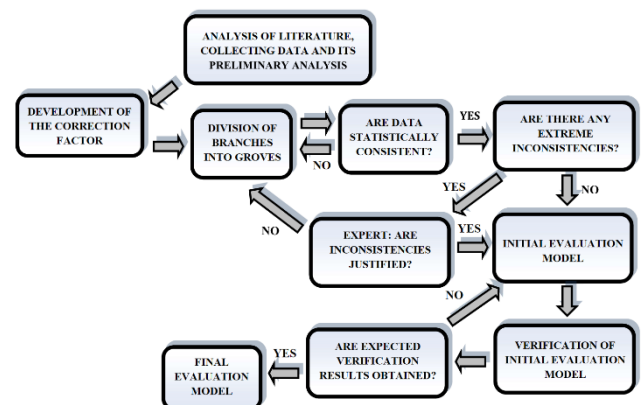 ANALYSIS OF LITERATURE,
COLLECTING DATA AND ITS
PRELIMINARY ANALYSIS
DEVELOPMENT OF
THE CORRECTION
FACTOR
DIVISION OF
BRANCHES
INTO GROVES
ARE DATA
STATISTICALLY
CONSISTENT?
YES
ARE THERE ANY
EXTREME
INCONSISTENCIES?
NO
YES
NO
NO
EXPERT: ARE
INCONSISTENCIES
JUSTIFIED?
YES
INITIAL EVALUATION
MODEL
NO
FINAL
EVALUATION
MODEL
YES
ARE EXPECTED
VERIFICATION
RESULTS OBTAINED?
VERIFICATION OF
INITIAL EVALUATION
MODEL